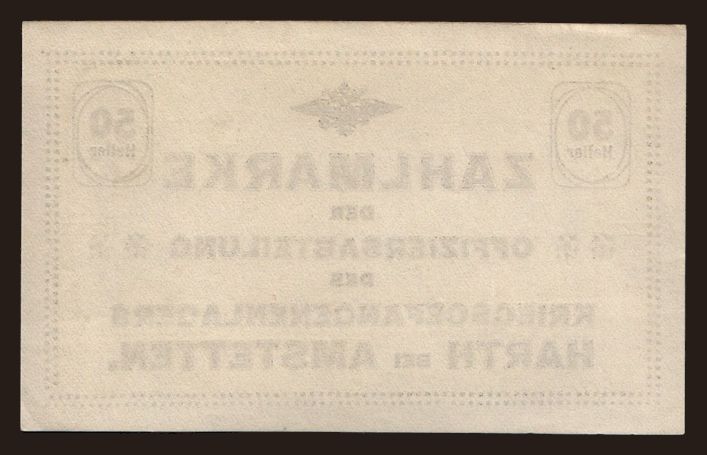 50 Heller 50 Heller
ZAHLMARKE
DER
OFFIZIERSABTEILUNG
DES
KRIEGSGEFANGENENLAGERS
HARTH BEI AMSTETTEN.